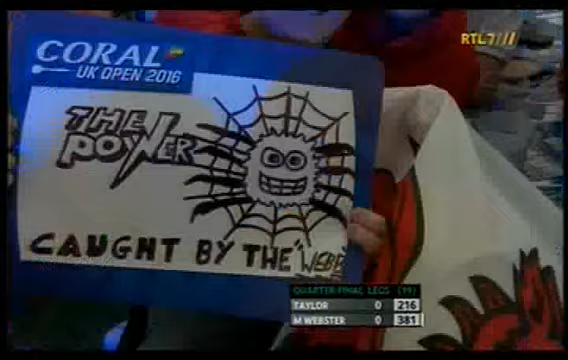 CORAL
UK OPEN 2016
RTL7
THE
POWER
CAUGHT BY THE "WEBB
QUARTER-FINAL LEGS (19)
TAYLOR 0 216
M WEBSTER 0 381